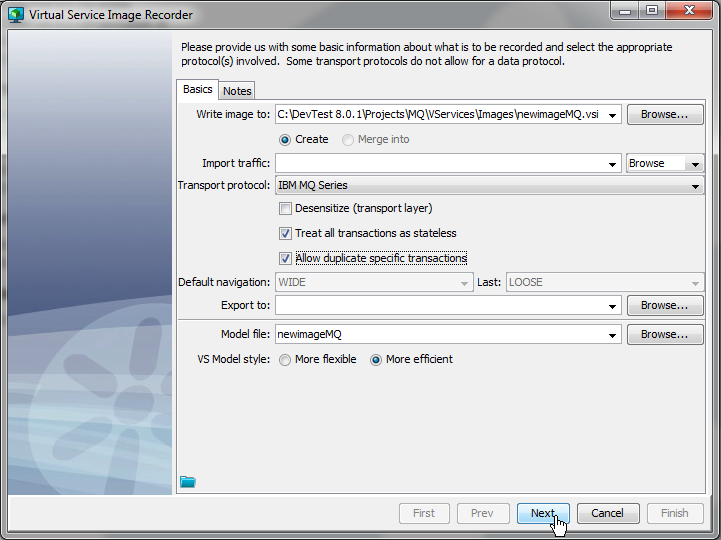 Virtual Service Image Recorder
Please provide us with some basic information about what is to be recorded and select the appropriate
protocol(s) involved.  Some transport protocols do not allow for a data protocol.
Basics Notes
Write image to: C:\DevTest 8.0.1\Projects\MQ\VServices\Images\newimageMQ.vsi Browse...
Create Merge into
Import traffic: Browse
Transport protocol: IBM MQ Series
Desensitize (transport layer)
Treat all transactions as stateless
Allow duplicate specific transactions
Default navigation: WIDE Last: LOOSE
Export to: Browse...
Model file: newimageMQ Browse...
VS Model style: More flexible More efficient
First Prev Next Cancel Finish